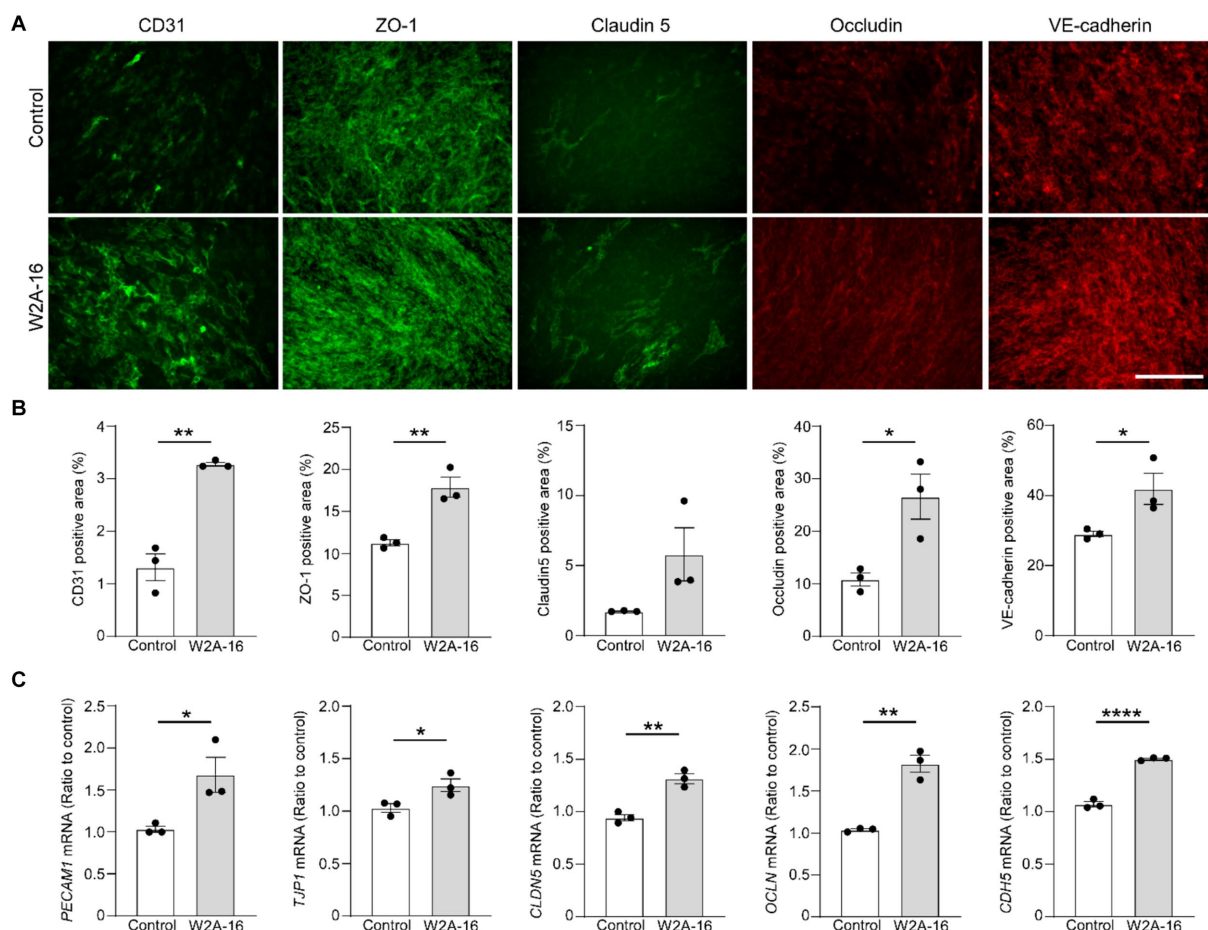 A
CD31
ZO-1
Claudin 5
Occludin
VE-cadherin
Control
W2A-16
B
CD31 positive area (%)
4
3
2
1
0
**
Control
W2A-16
ZO-1 positive area (%)
25
20
15
10
5
0
**
Control
W2A-16
Claudin5 positive area (%)
15
10
5
0
Control
W2A-16
Occludin positive area (%)
40
30
20
10
0
*
Control
W2A-16
VE-cadherin positive area (%)
60
40
20
0
*
Control
W2A-16
C
PECAM1 mRNA (Ratio to control)
2.5
2.0
1.5
1.0
0.5
0
*
Control
W2A-16
TJP1 mRNA (Ratio to control)
2.0
1.5
1.0
0.5
0
*
Control
W2A-16
CLDN5 mRNA (Ratio to control)
2.0
1.5
1.0
0.5
0
**
Control
W2A-16
OCLN mRNA (Ratio to control)
2.5
2.0
1.5
1.0
0.5
0
**
Control
W2A-16
CDH5 mRNA (Ratio to control)
2.0
1.5
1.0
0.5
0
****
Control
W2A-16